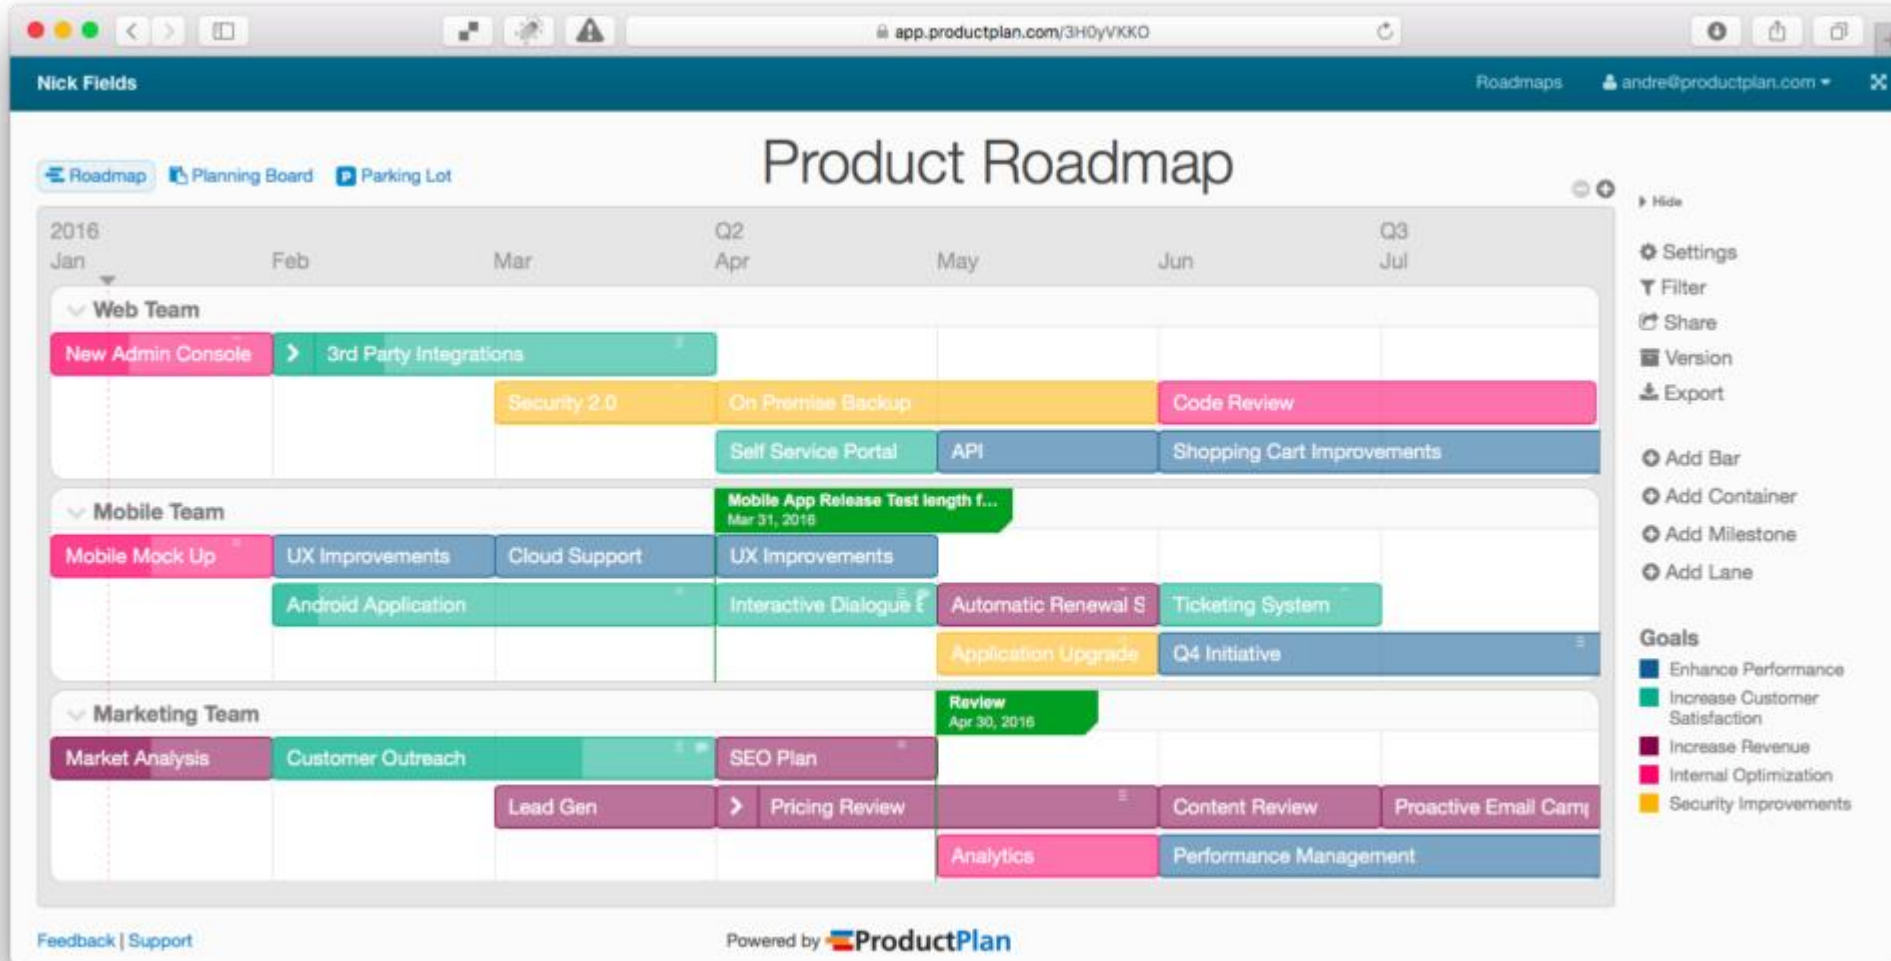 app.productplan.com/3H0yVKKO
Nick Fields
Roadmaps
andre@productplan.com
Product Roadmap
Roadmap
Planning Board
Parking Lot
Hide
2016
Q2
Q3
Jan
Feb
Mar
Apr
May
Jun
Jul
Settings
Filter
Share
Version
Export
Add Bar
Add Container
Add Milestone
Add Lane
Web Team
New Admin Console
3rd Party Integrations
Security 2.0
On Premise Backup
Code Review
Self Service Portal
API
Shopping Cart Improvements
Mobile Team
Mobile App Release Test length f...
Mar 31, 2016
Mobile Mock Up
UX Improvements
Cloud Support
UX Improvements
Android Application
Interactive Dialogue
Automatic Renewal S
Ticketing System
Application Upgrade
Q4 Initiative
Goals
Enhance Performance
Increase Customer
Satisfaction
Increase Revenue
Internal Optimization
Security Improvements
Marketing Team
Review
Apr 30, 2016
Market Analysis
Customer Outreach
SEO Plan
Lead Gen
Pricing Review
Content Review
Proactive Email Camp
Analytics
Performance Management
Feedback | Support
Powered by ProductPlan